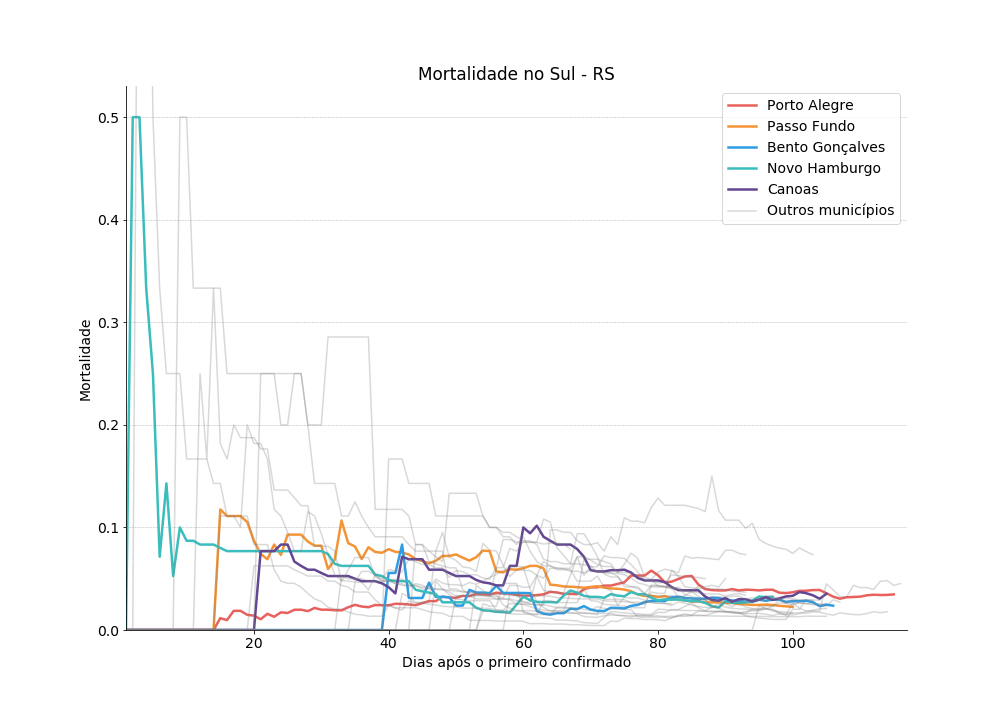 Mortalidade no Sul - RS
Porto Alegre
Passo Fundo
Bento Gonçalves
Novo Hamburgo
Canoas
Outros municípios
Mortalidade
0.5
0.4
0.3
0.2
0.1
0.0
20
40
60
80
100
Dias após o primeiro confirmado